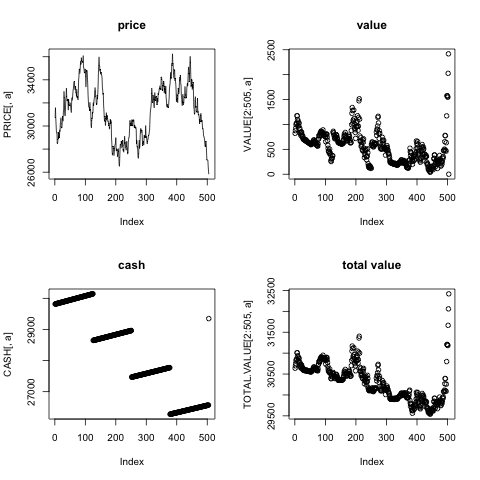 price
PRICE[, a]
26000 30000 34000
0 100 200 300 400 500
Index
value
VALUE[2:505, a]
0 500 1500 2500
0 100 200 300 400 500
Index
cash
CASH[, a]
27000 29000
0 100 200 300 400 500
Index
total value
TOTAL.VALUE[2:505, a]
29500 30500 31500 32500
0 100 200 300 400 500
Index